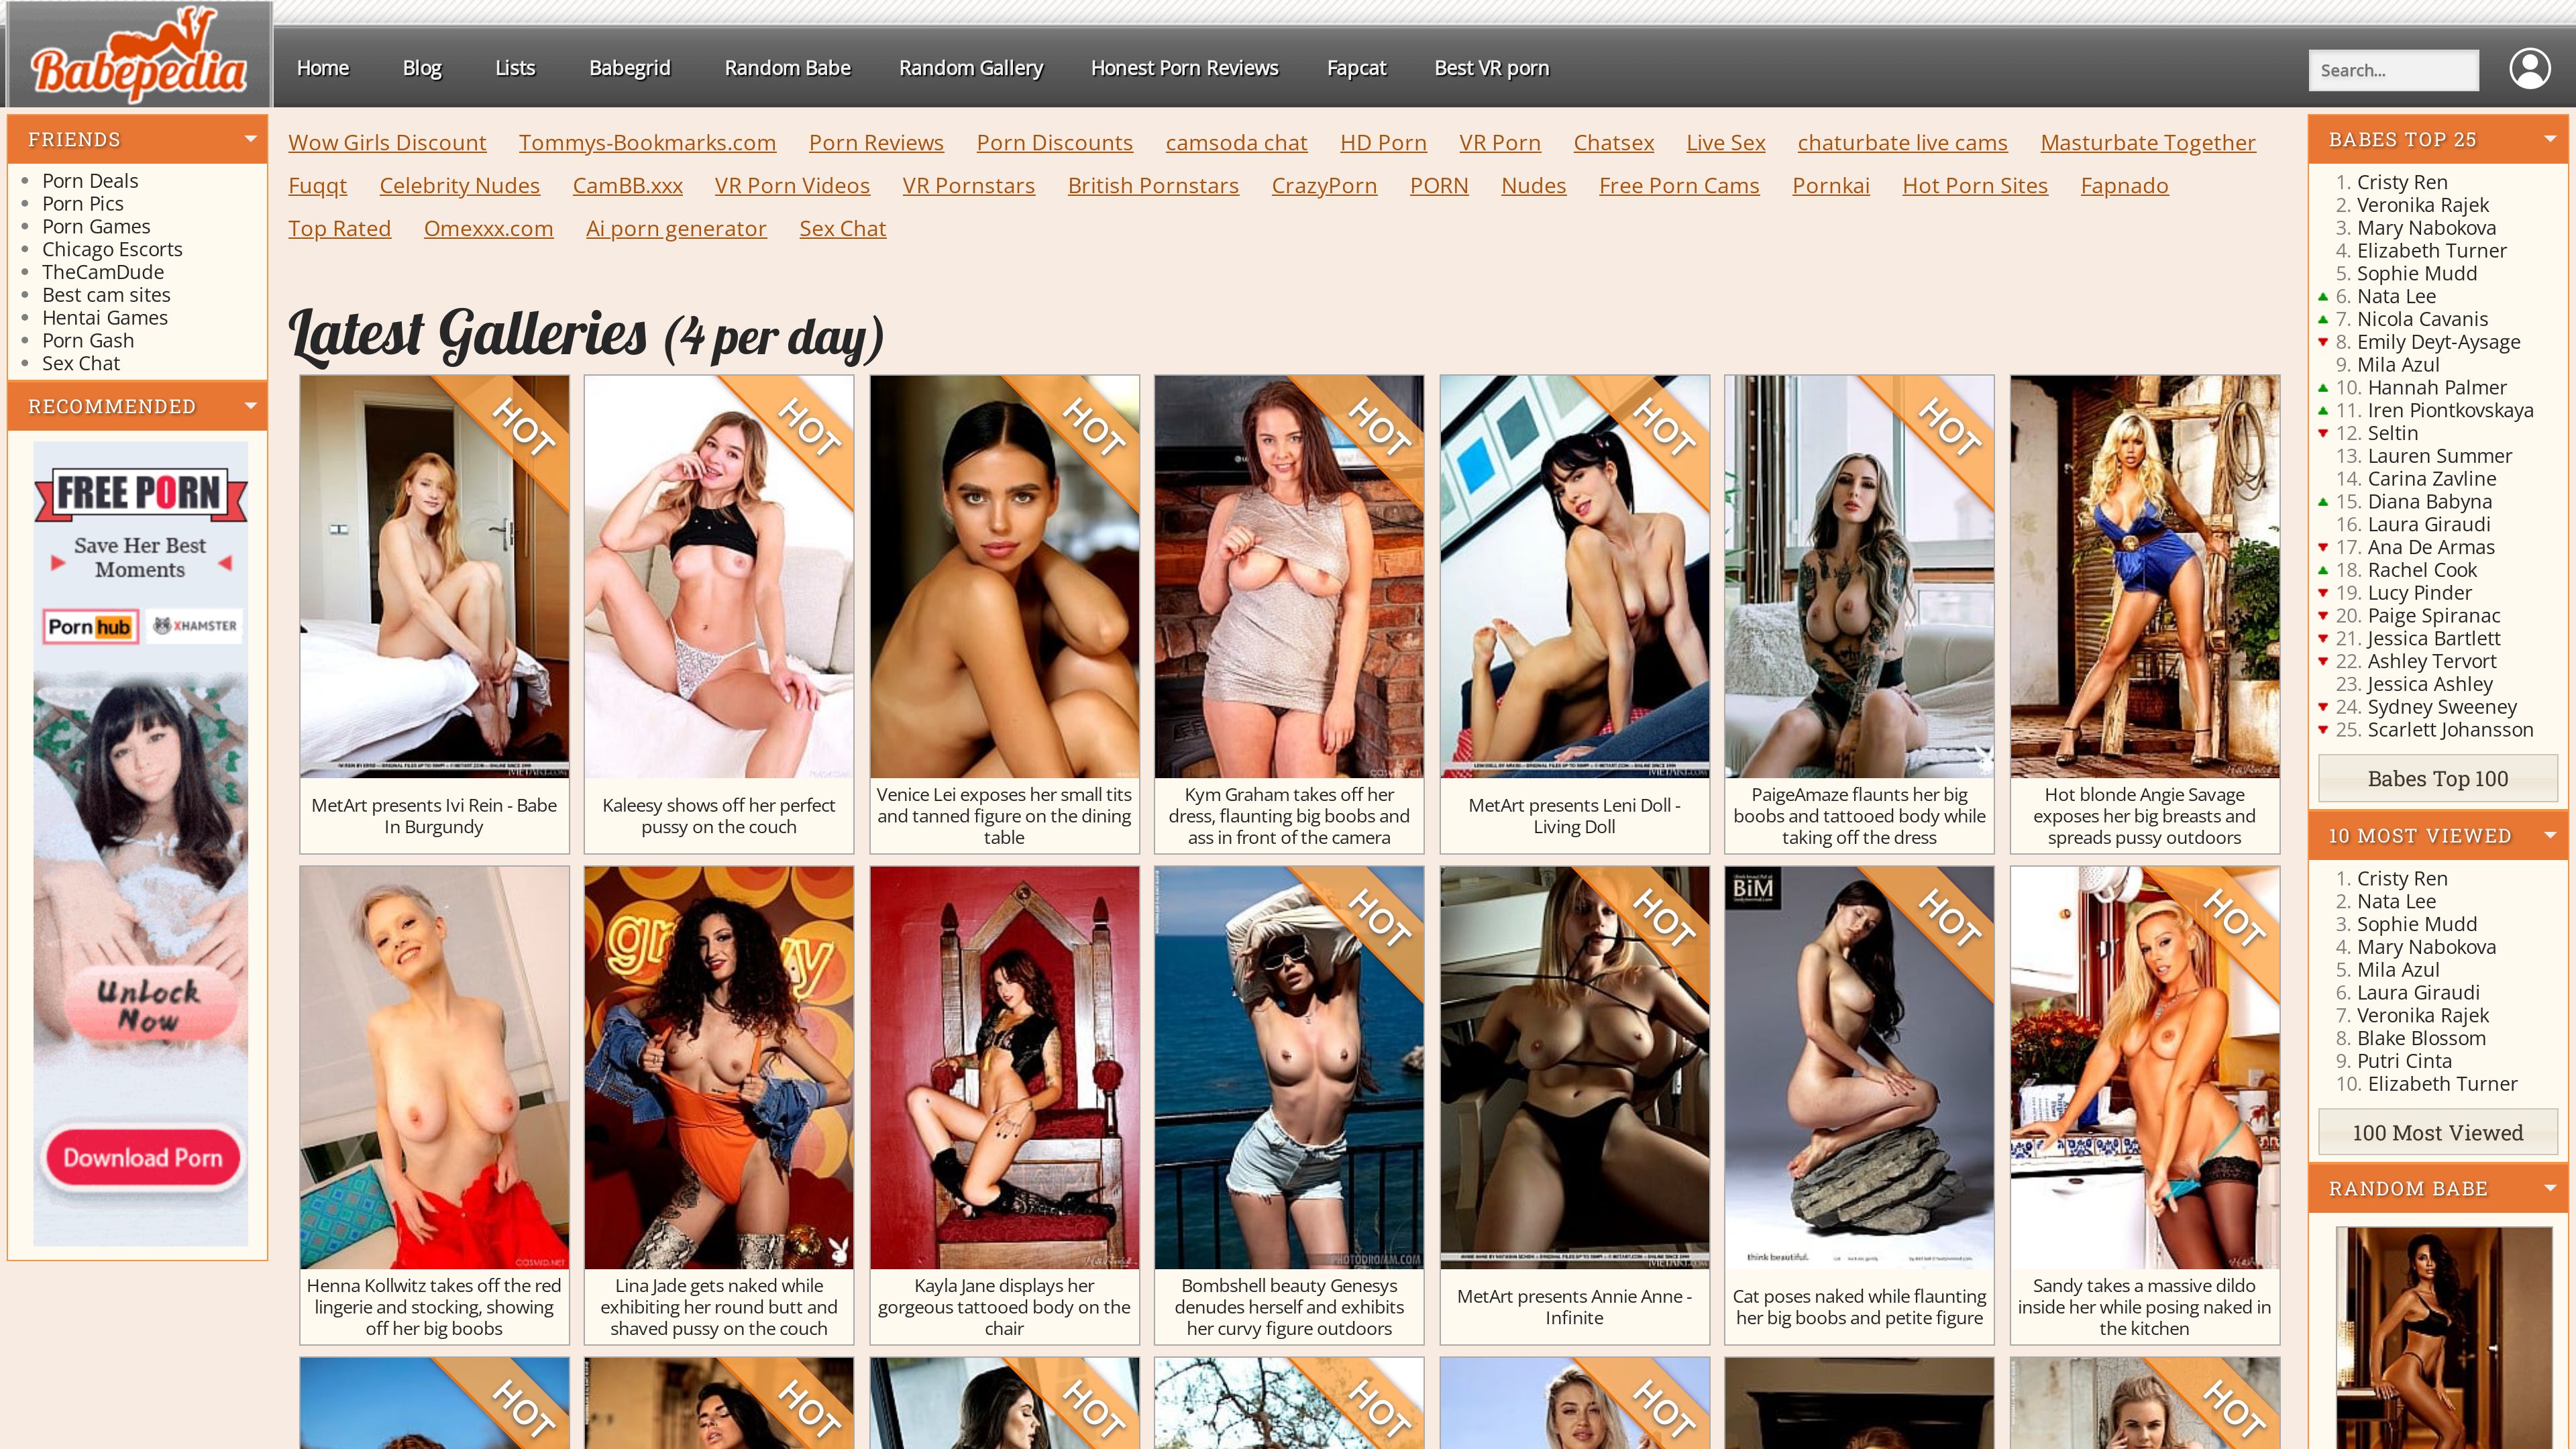 Babepedia
Home Blog Lists Babegrid Random Babe Random Gallery Honest Porn Reviews Fapcat Best VR porn
Search...
FRIENDS
Porn Deals
Porn Pics
Porn Games
Chicago Escorts
TheCamDude
Best cam sites
Hentai Games
Porn Gash
Sex Chat
RECOMMENDED
FREE PORN
Save Her Best
Moments
Porn hub XHAMSTER
Unlock
Now
Download Porn
Wow Girls Discount Tommys-Bookmarks.com Porn Reviews Porn Discounts camsoda chat HD Porn VR Porn Chatsex Live Sex chaturbate live cams Masturbate Together
Fuqqt Celebrity Nudes CamBB.xxx VR Porn Videos VR Pornstars British Pornstars CrazyPorn PORN Nudes Free Porn Cams Pornkai Hot Porn Sites Fapnado
Top Rated Omexxx.com Ai porn generator Sex Chat
Latest Galleries (4 per day)
HOT HOT HOT HOT HOT HOT
METART.COM
METART.COM
MetArt presents Ivi Rein - Babe
In Burgundy
Kaleesy shows off her perfect
pussy on the couch
Venice Lei exposes her small tits
and tanned figure on the dining
table
Kym Graham takes off her
dress, flaunting big boobs and
ass in front of the camera
MetArt presents Leni Doll -
Living Doll
PaigeAmaze flaunts her big
boobs and tattooed body while
taking off the dress
Hot blonde Angie Savage
exposes her big breasts and
spreads pussy outdoors
HOT HOT HOT HOT
BiM
PHOTODROMM.COM
METART.COM
think beautiful.
Henna Kollwitz takes off the red
lingerie and stocking, showing
off her big boobs
Lina Jade gets naked while
exhibiting her round butt and
shaved pussy on the couch
Kayla Jane displays her
gorgeous tattooed body on the
chair
Bombshell beauty Genesys
denudes herself and exhibits
her curvy figure outdoors
MetArt presents Annie Anne -
Infinite
Cat poses naked while flaunting
her big boobs and petite figure
Sandy takes a massive dildo
inside her while posing naked in
the kitchen
HOT HOT HOT HOT HOT HOT
BABES TOP 25
1. Cristy Ren
2. Veronika Rajek
3. Mary Nabokova
4. Elizabeth Turner
5. Sophie Mudd
6. Nata Lee
7. Nicola Cavanis
8. Emily Deyt-Aysage
9. Mila Azul
10. Hannah Palmer
11. Iren Piontkovskaya
12. Seltin
13. Lauren Summer
14. Carina Zavline
15. Diana Babyna
16. Laura Giraudi
17. Ana De Armas
18. Rachel Cook
19. Lucy Pinder
20. Paige Spiranac
21. Jessica Bartlett
22. Ashley Tervort
23. Jessica Ashley
24. Sydney Sweeney
25. Scarlett Johansson
Babes Top 100
10 MOST VIEWED
1. Cristy Ren
2. Nata Lee
3. Sophie Mudd
4. Mary Nabokova
5. Mila Azul
6. Laura Giraudi
7. Veronika Rajek
8. Blake Blossom
9. Putri Cinta
10. Elizabeth Turner
100 Most Viewed
RANDOM BABE